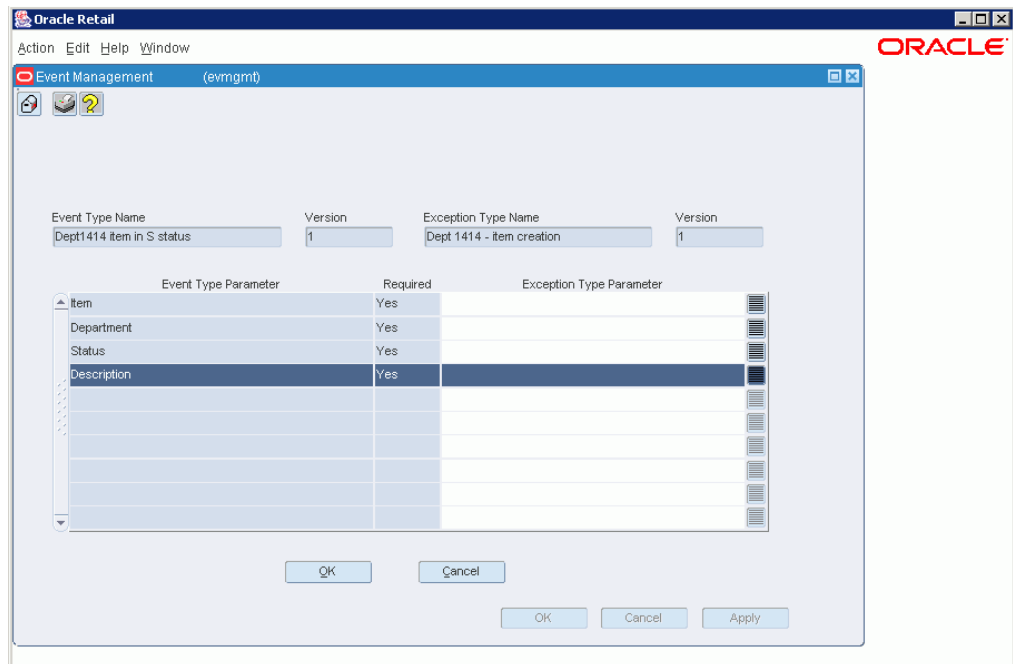 Oracle Retail
Action Edit Help Window
ORACLE
Event Management (evmgmt)
Event Type Name Version Exception Type Name Version
Dept1414 item in S status 1 Dept 1414 - item creation 1
Event Type Parameter Required Exception Type Parameter
Item Yes
Department Yes
Status Yes
Description Yes
OK Cancel
OK Cancel Apply